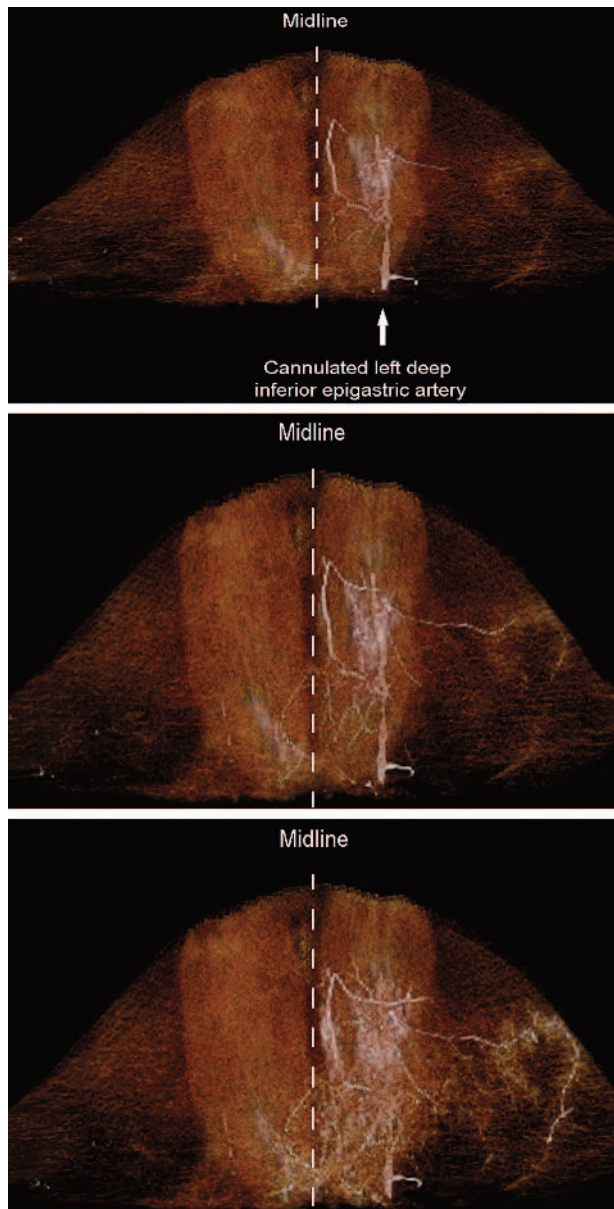 Midline
Cannulated left deep
inferior epigastric artery
Midline
Midline